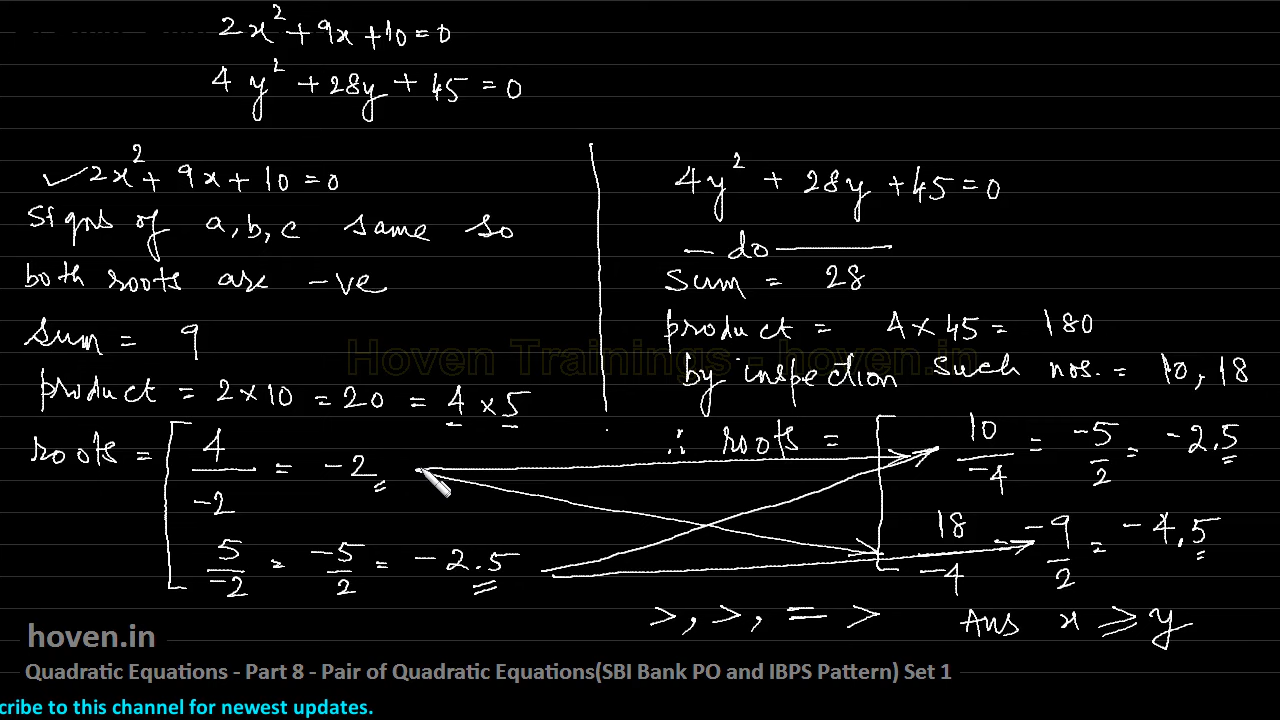 2x² + 9x + 10 = 0
4y² + 28y + 45 = 0
✓ 2x² + 9x + 10 = 0
Signs of a, b, c same so
both roots are -ve
sum = 9
product = 2 × 10 = 20 = 4 × 5
roots = [ 4/-2 = -2
5/-2 = -5/2 = -2.5
4y² + 28y + 45 = 0
— do ———
Sum = 28
product = 4 × 45 = 180
by inspection such nos. = 10, 18
∴ roots = [ 10/-4 = -5/2 = -2.5
18/-4 = -9/2 = -4.5
>, >, = >   Ans x ⩾ y
Hoven Trainings - hoven.in
hoven.in
Quadratic Equations - Part 8 - Pair of Quadratic Equations(SBI Bank PO and IBPS Pattern) Set 1
cribe to this channel for newest updates.